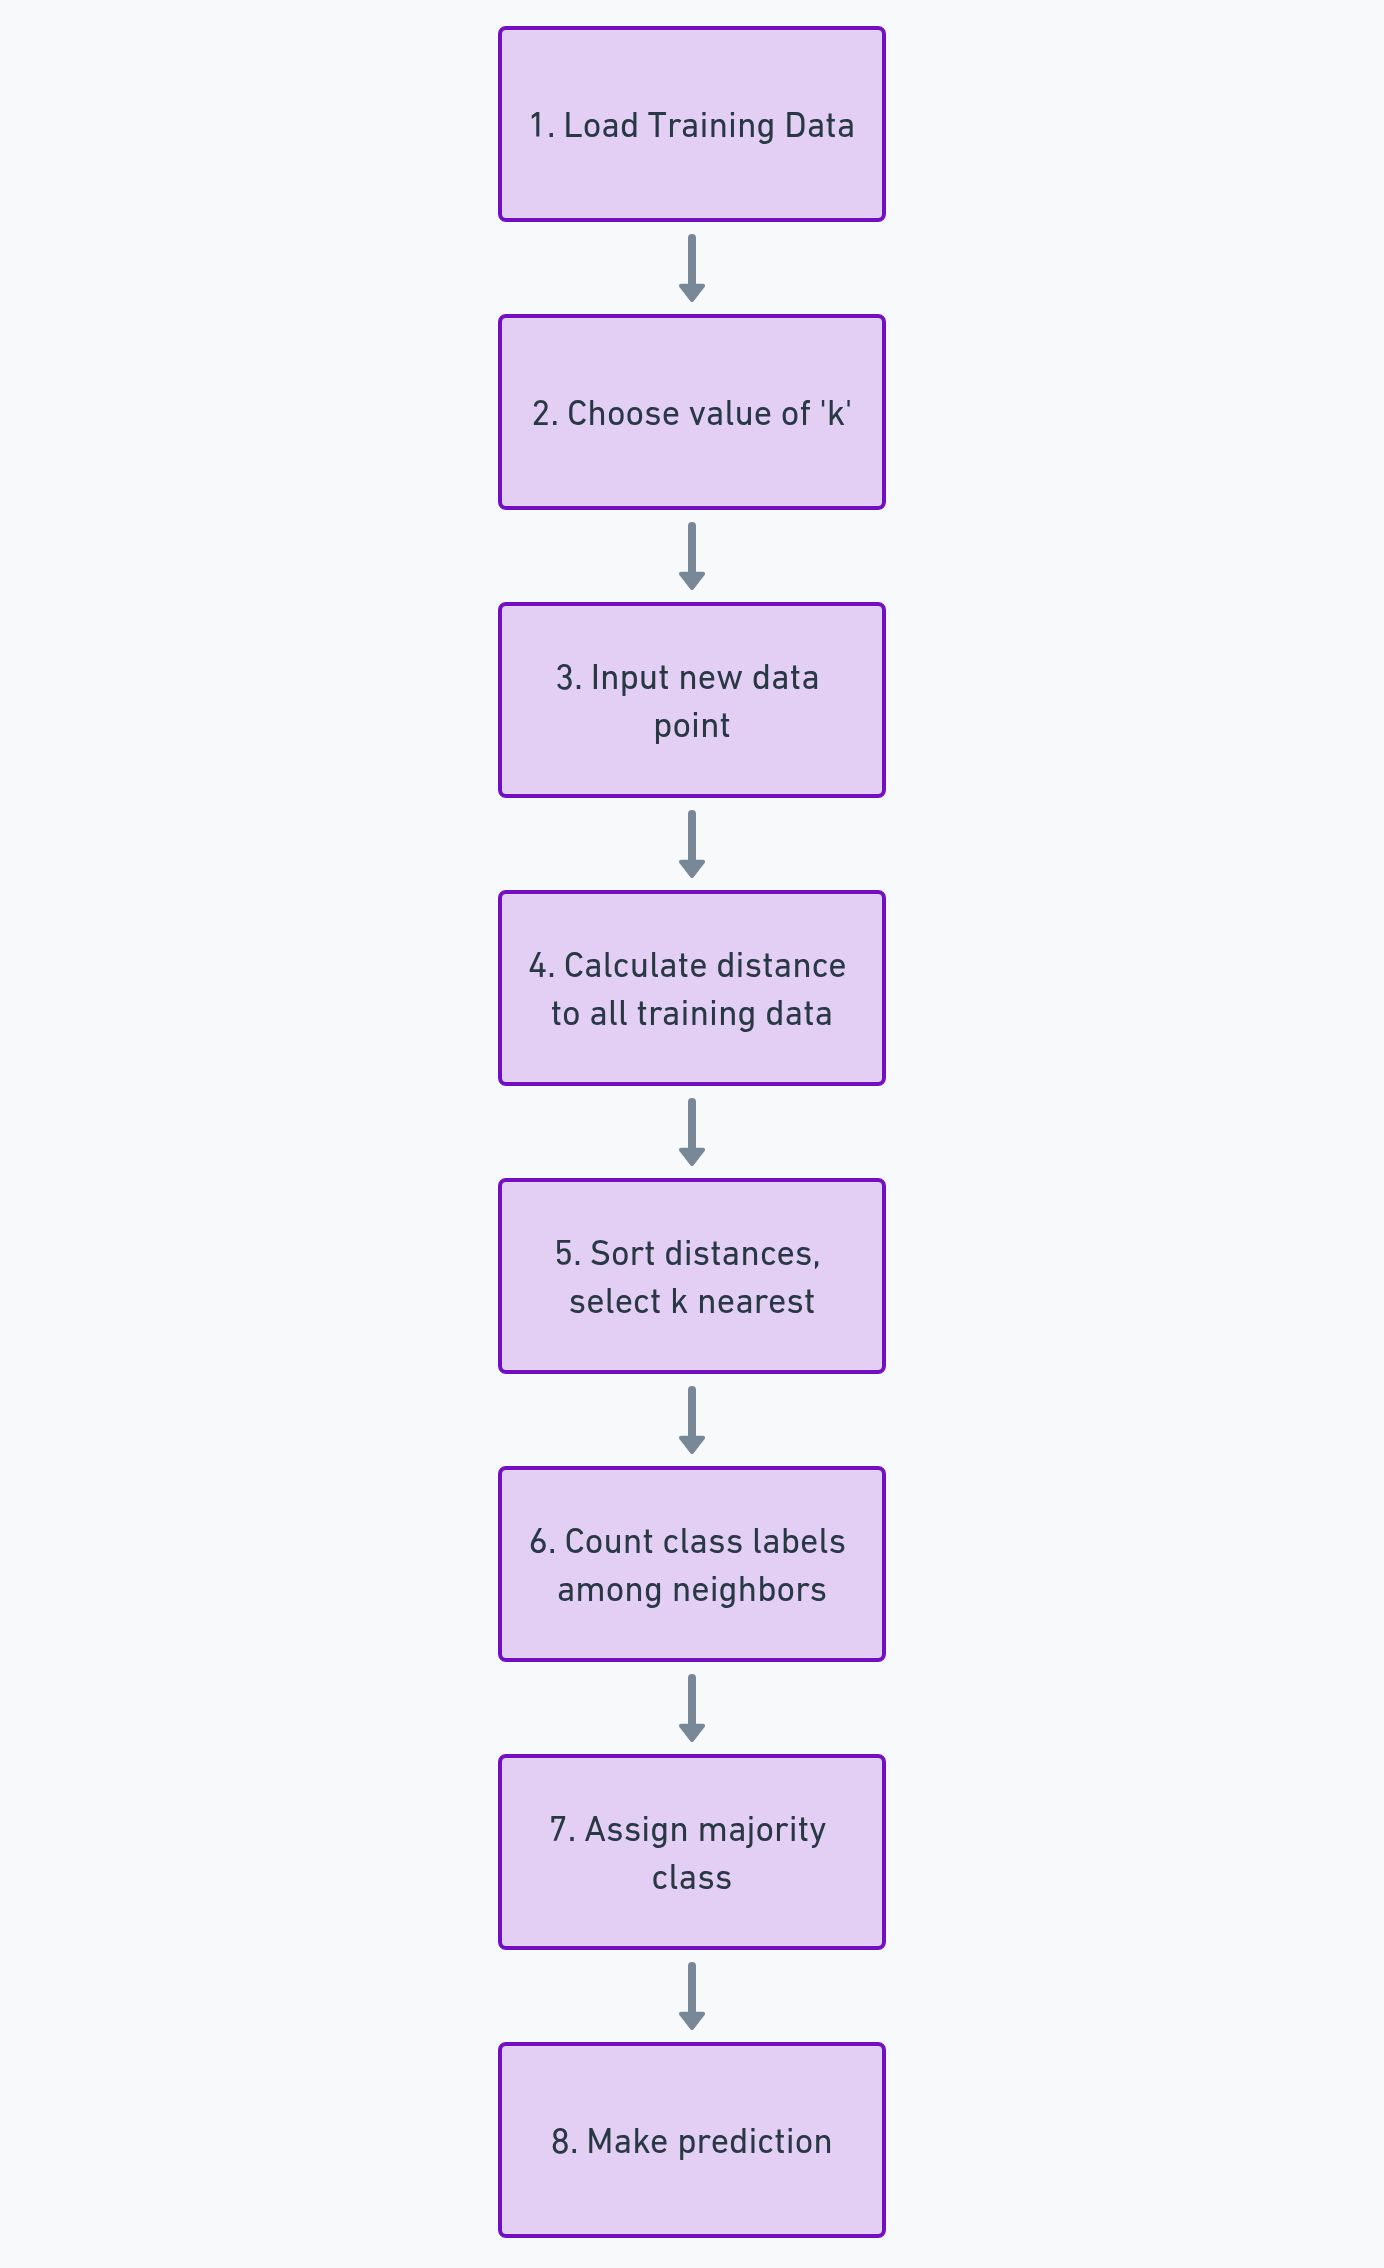 1. Load Training Data
2. Choose value of 'k'
3. Input new data
point
4. Calculate distance
to all training data
5. Sort distances,
select k nearest
6. Count class labels
among neighbors
7. Assign majority
class
8. Make prediction